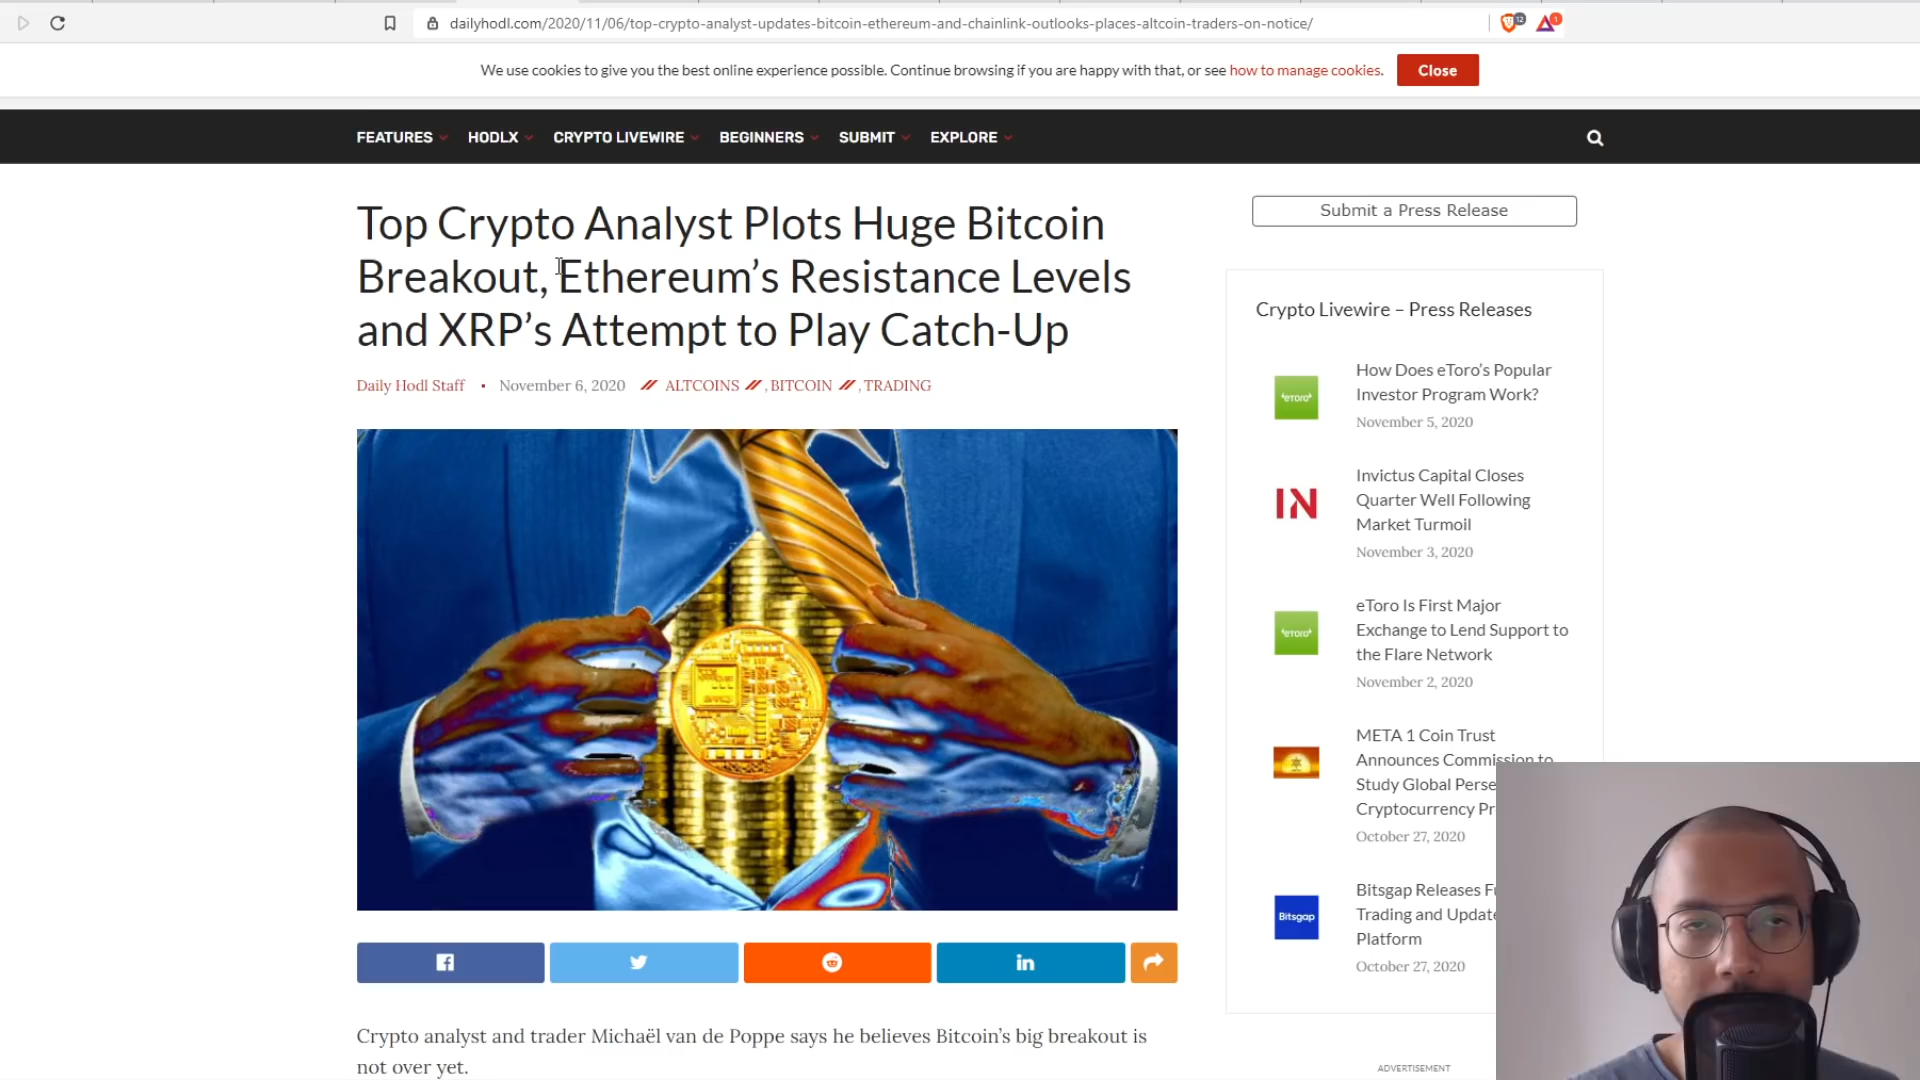 dailyhodl.com/2020/11/06/top-crypto-analyst-updates-bitcoin-ethereum-and-chainlink-outlooks-places-altcoin-traders-on-notice/
12
1
We use cookies to give you the best online experience possible. Continue browsing if you are happy with that, or see how to manage cookies.
Close
FEATURES HODLX CRYPTO LIVEWIRE BEGINNERS SUBMIT EXPLORE
Top Crypto Analyst Plots Huge Bitcoin
Breakout, Ethereum’s Resistance Levels
and XRP’s Attempt to Play Catch-Up
Daily Hodl Staff • November 6, 2020 ALTCOINS , BITCOIN , TRADING
Crypto analyst and trader Michaël van de Poppe says he believes Bitcoin’s big breakout is
not over yet.
Submit a Press Release
Crypto Livewire – Press Releases
eToro
How Does eToro’s Popular
Investor Program Work?
November 5, 2020
IN
Invictus Capital Closes
Quarter Well Following
Market Turmoil
November 3, 2020
eToro
eToro Is First Major
Exchange to Lend Support to
the Flare Network
November 2, 2020
META 1 Coin Trust
Announces Commission to
Study Global
Cryptocurrency
October 27, 2020
Bitsgap
Bitsgap Releases
Trading and
Platform
October 27, 2020
ADVERTISEMENT